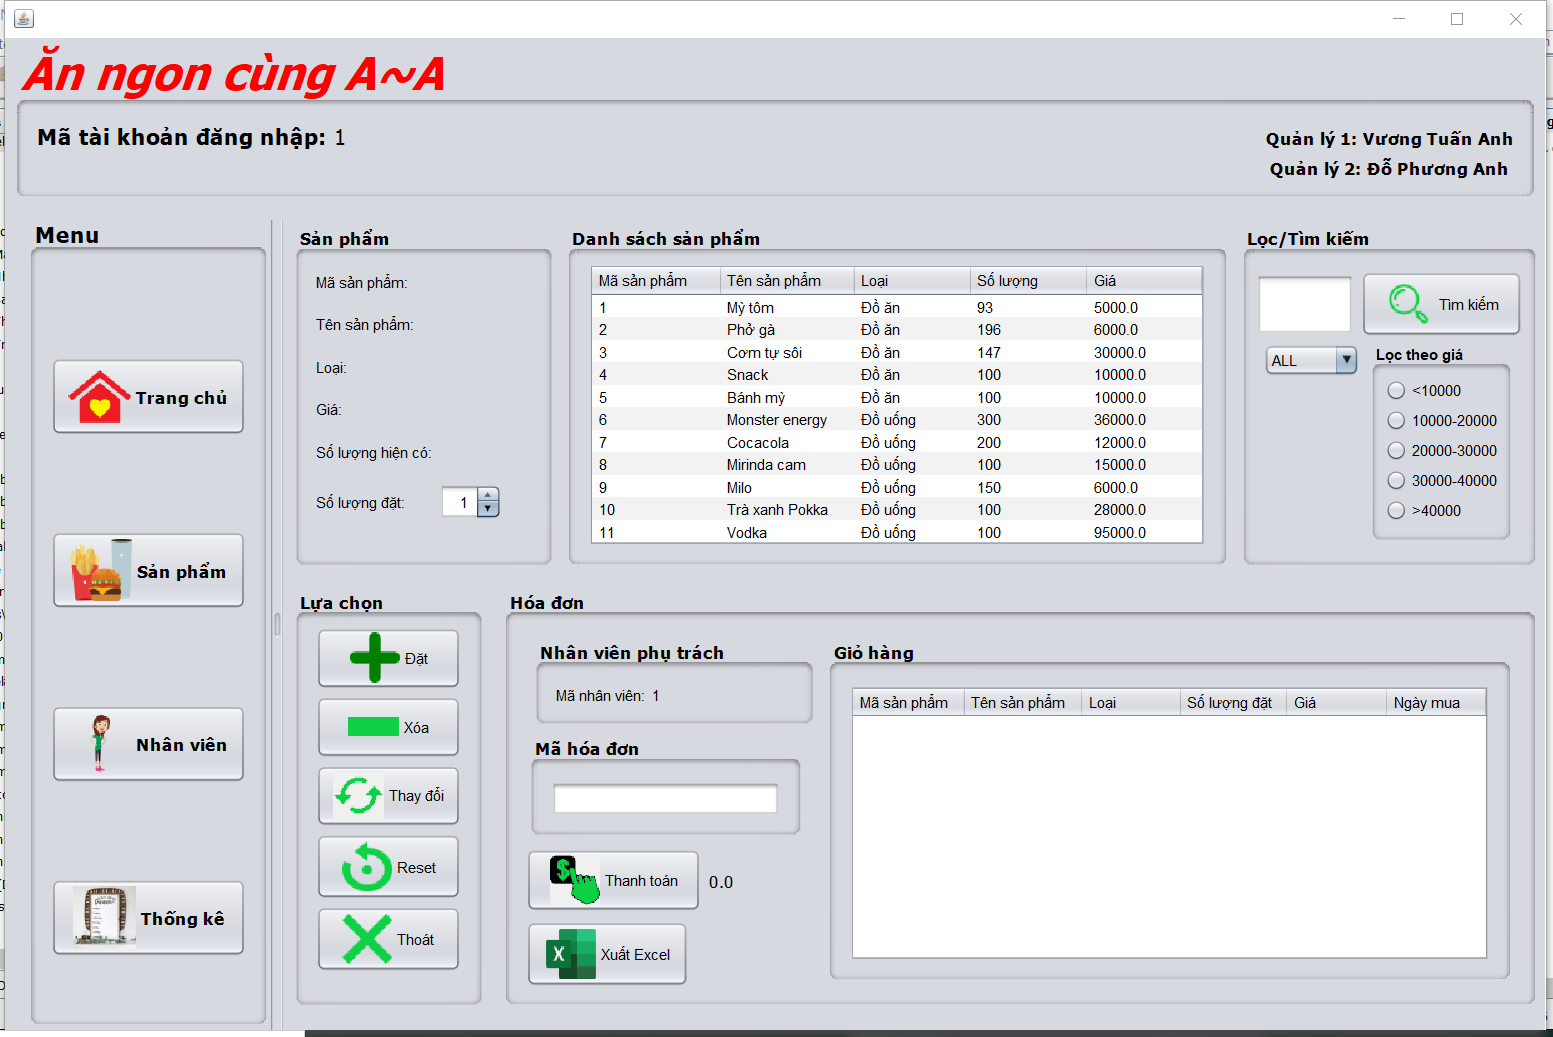 Ăn ngon cùng A~A
Mã tài khoản đăng nhập: 1
Quản lý 1: Vương Tuấn Anh
Quản lý 2: Đỗ Phương Anh
Menu
Trang chủ
Sản phẩm
Nhân viên
Thống kê
Sản phẩm
Mã sản phẩm:
Tên sản phẩm:
Loại:
Giá:
Số lượng hiện có:
Số lượng đặt: 1
Danh sách sản phẩm
Mã sản phẩm Tên sản phẩm Loại Số lượng Giá
1 Mỳ tôm Đồ ăn 93 5000.0
2 Phở gà Đồ ăn 196 6000.0
3 Cơm tự sôi Đồ ăn 147 30000.0
4 Snack Đồ ăn 100 10000.0
5 Bánh mỳ Đồ ăn 100 10000.0
6 Monster energy Đồ uống 300 36000.0
7 Cocacola Đồ uống 200 12000.0
8 Mirinda cam Đồ uống 100 15000.0
9 Milo Đồ uống 150 6000.0
10 Trà xanh Pokka Đồ uống 100 28000.0
11 Vodka Đồ uống 100 95000.0
Lọc/Tìm kiếm
Tìm kiếm
ALL
Lọc theo giá
<10000
10000-20000
20000-30000
30000-40000
>40000
Lựa chọn
Đặt
Xóa
Thay đổi
Reset
Thoát
Hóa đơn
Nhân viên phụ trách
Mã nhân viên: 1
Mã hóa đơn
Thanh toán 0.0
Xuất Excel
Giỏ hàng
Mã sản phẩm Tên sản phẩm Loại Số lượng đặt Giá Ngày mua